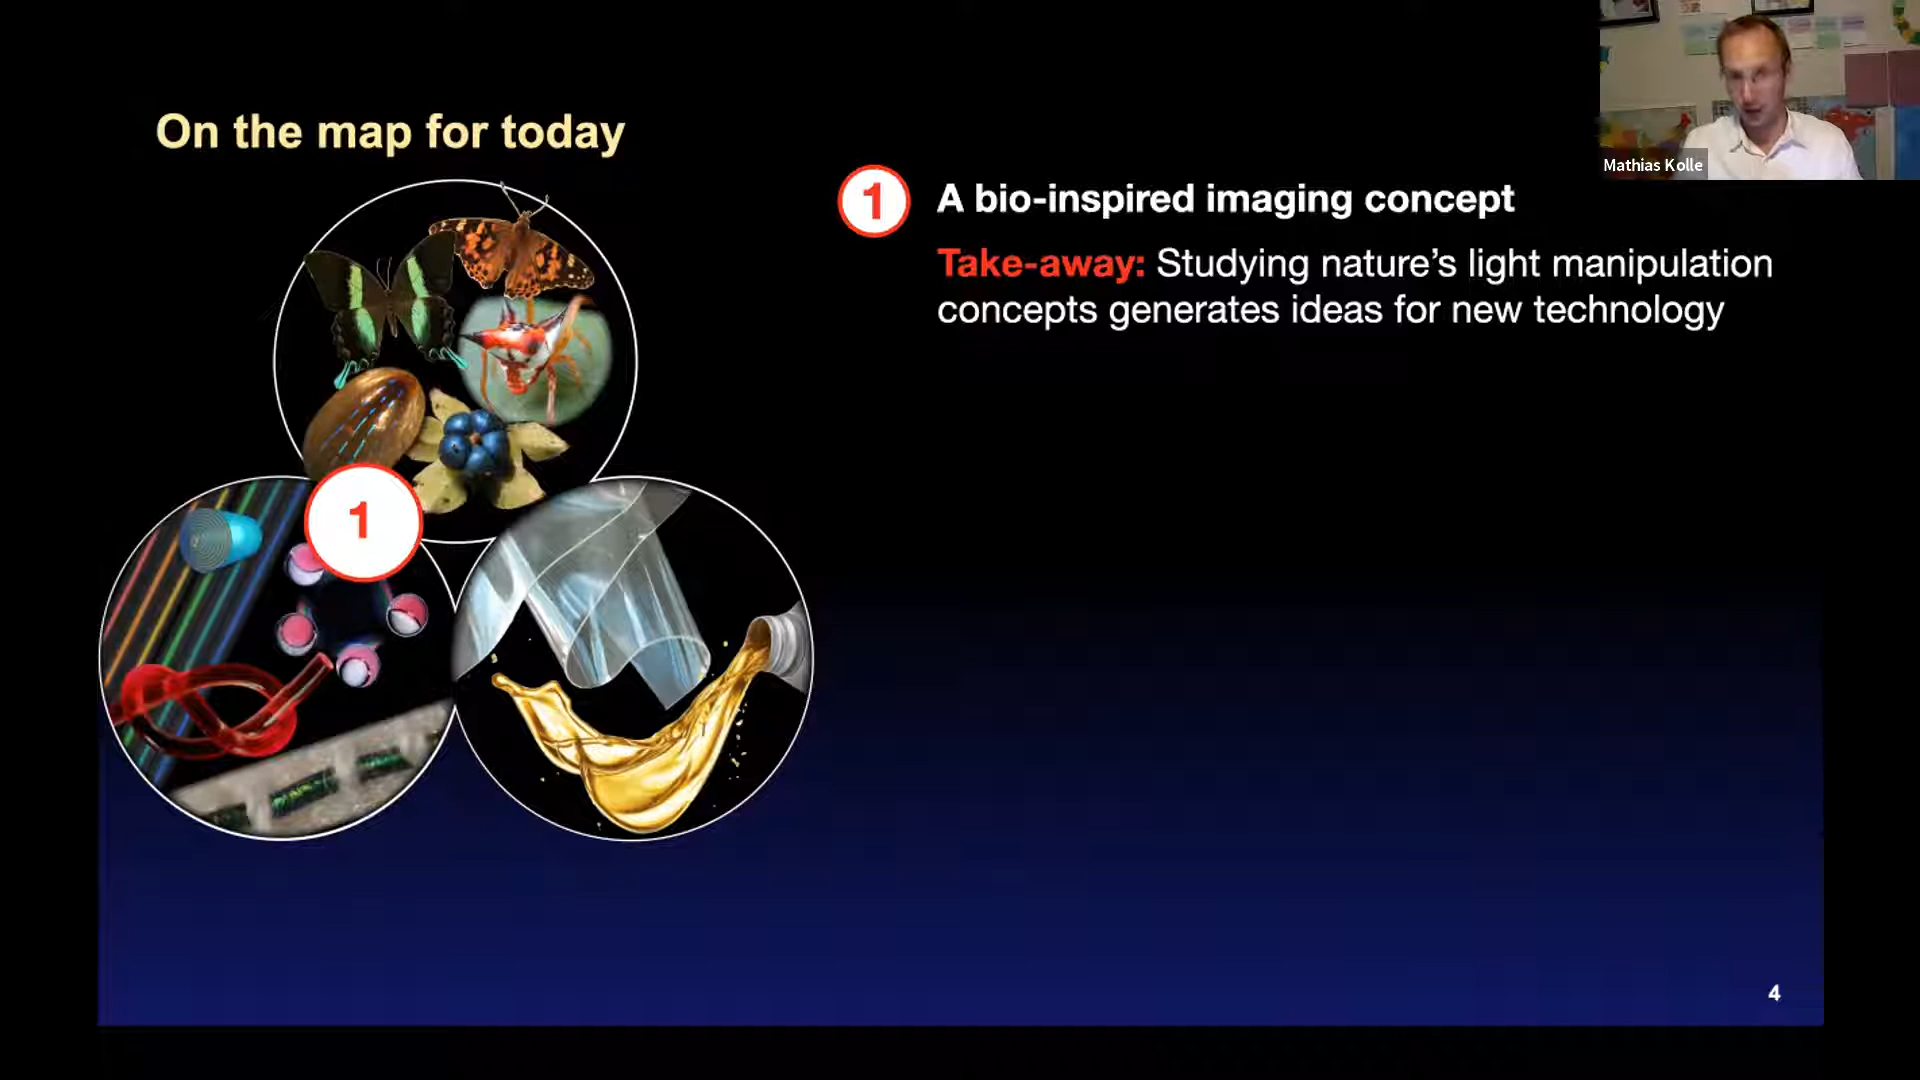 On the map for today
1
A bio-inspired imaging concept
Take-away: Studying nature's light manipulation
concepts generates ideas for new technology
1
4
Mathias Kolle